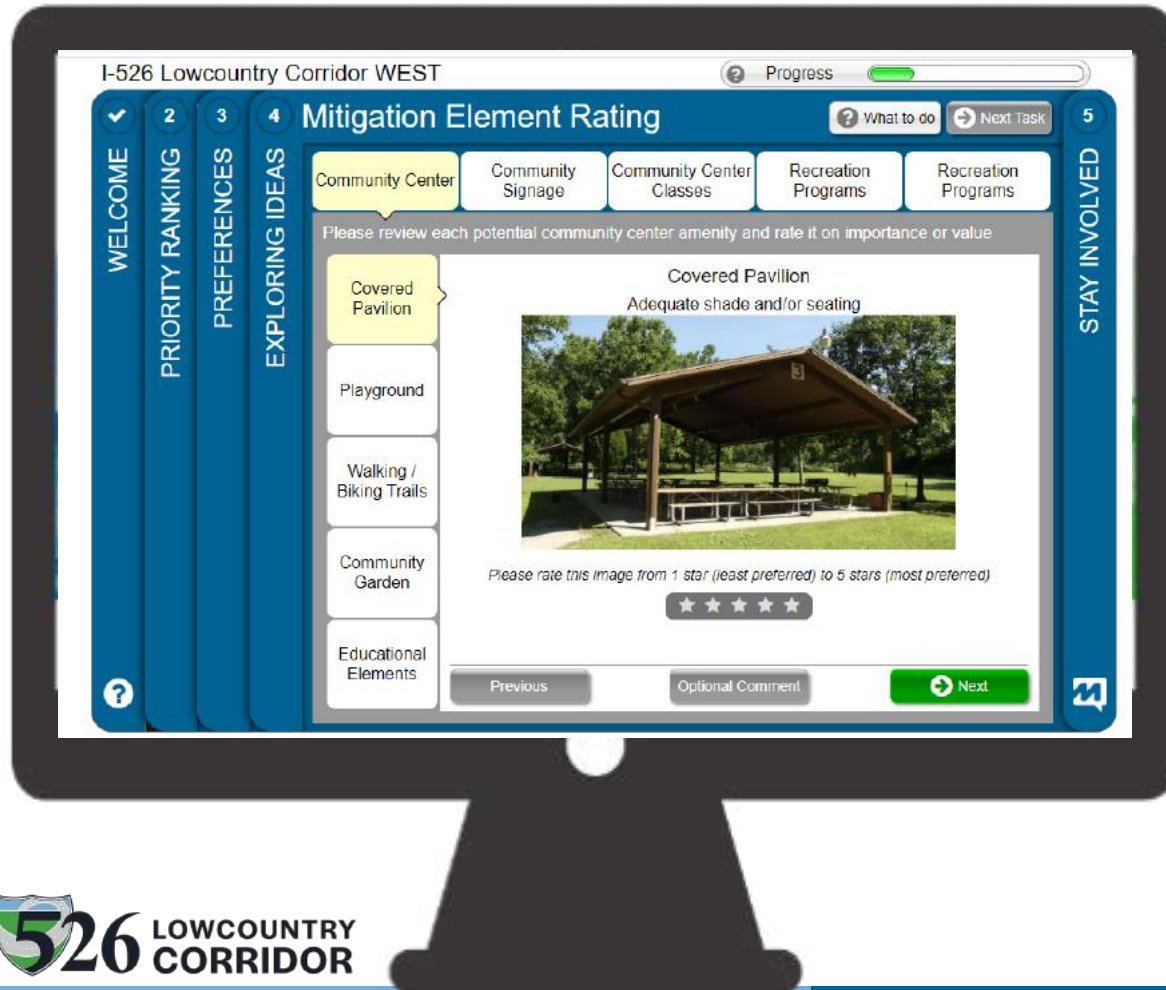 I-526 Lowcountry Corridor WEST
Progress
WELCOME
2
PRIORITY RANKING
3
PREFERENCES
4
EXPLORING IDEAS
Mitigation Element Rating
What to do
Next Task
5
STAY INVOLVED
Community Center
Community
Signage
Community Center
Classes
Recreation
Programs
Recreation
Programs
Please review each potential community center amenity and rate it on importance or value
Covered
Pavilion
Playground
Walking /
Biking Trails
Community
Garden
Educational
Elements
Covered Pavilion
Adequate shade and/or seating
3
Please rate this image from 1 star (least preferred) to 5 stars (most preferred)
Previous
Optional Comment
Next
526 LOWCOUNTRY
CORRIDOR